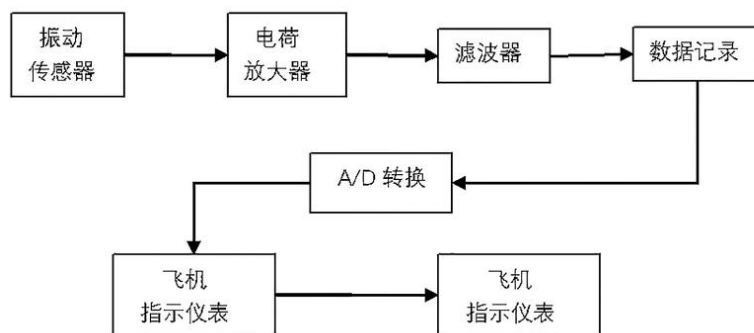 振动
传感器
电荷
放大器
滤波器
数据记录
A/D 转换
飞机
指示仪表
飞机
指示仪表